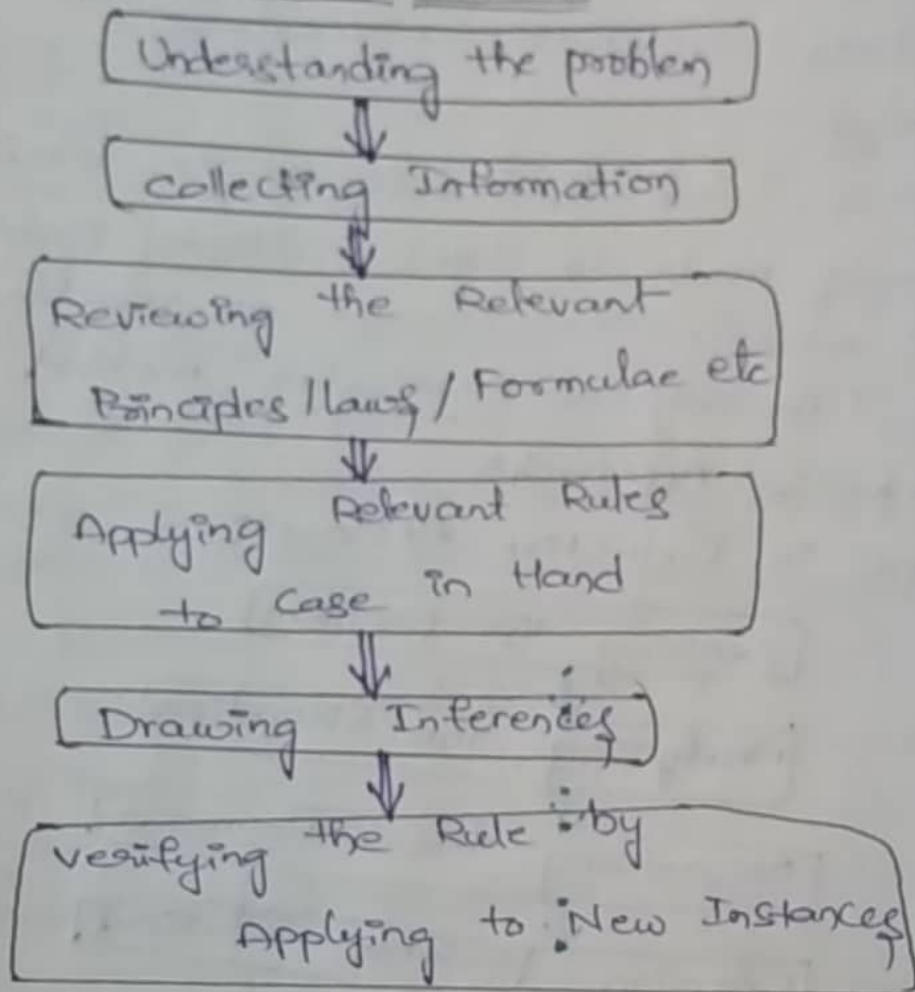 Understanding the problem
Collecting Information
Reviewing the Relevant
Principles / laws / Formulae etc
Applying Relevant Rules
to Case in Hand
Drawing Inferences
Verifying the Rule by
Applying to New Instances